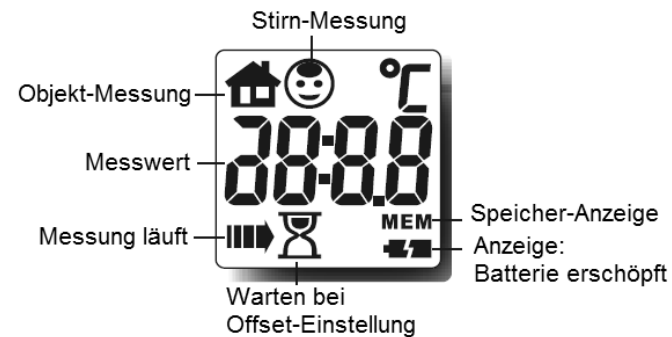 Stirn-Messung
Objekt-Messung
°C
Messwert
28:8.8
Messung läuft
MEM
Speicher-Anzeige
Anzeige:
Batterie erschöpft
Warten bei
Offset-Einstellung